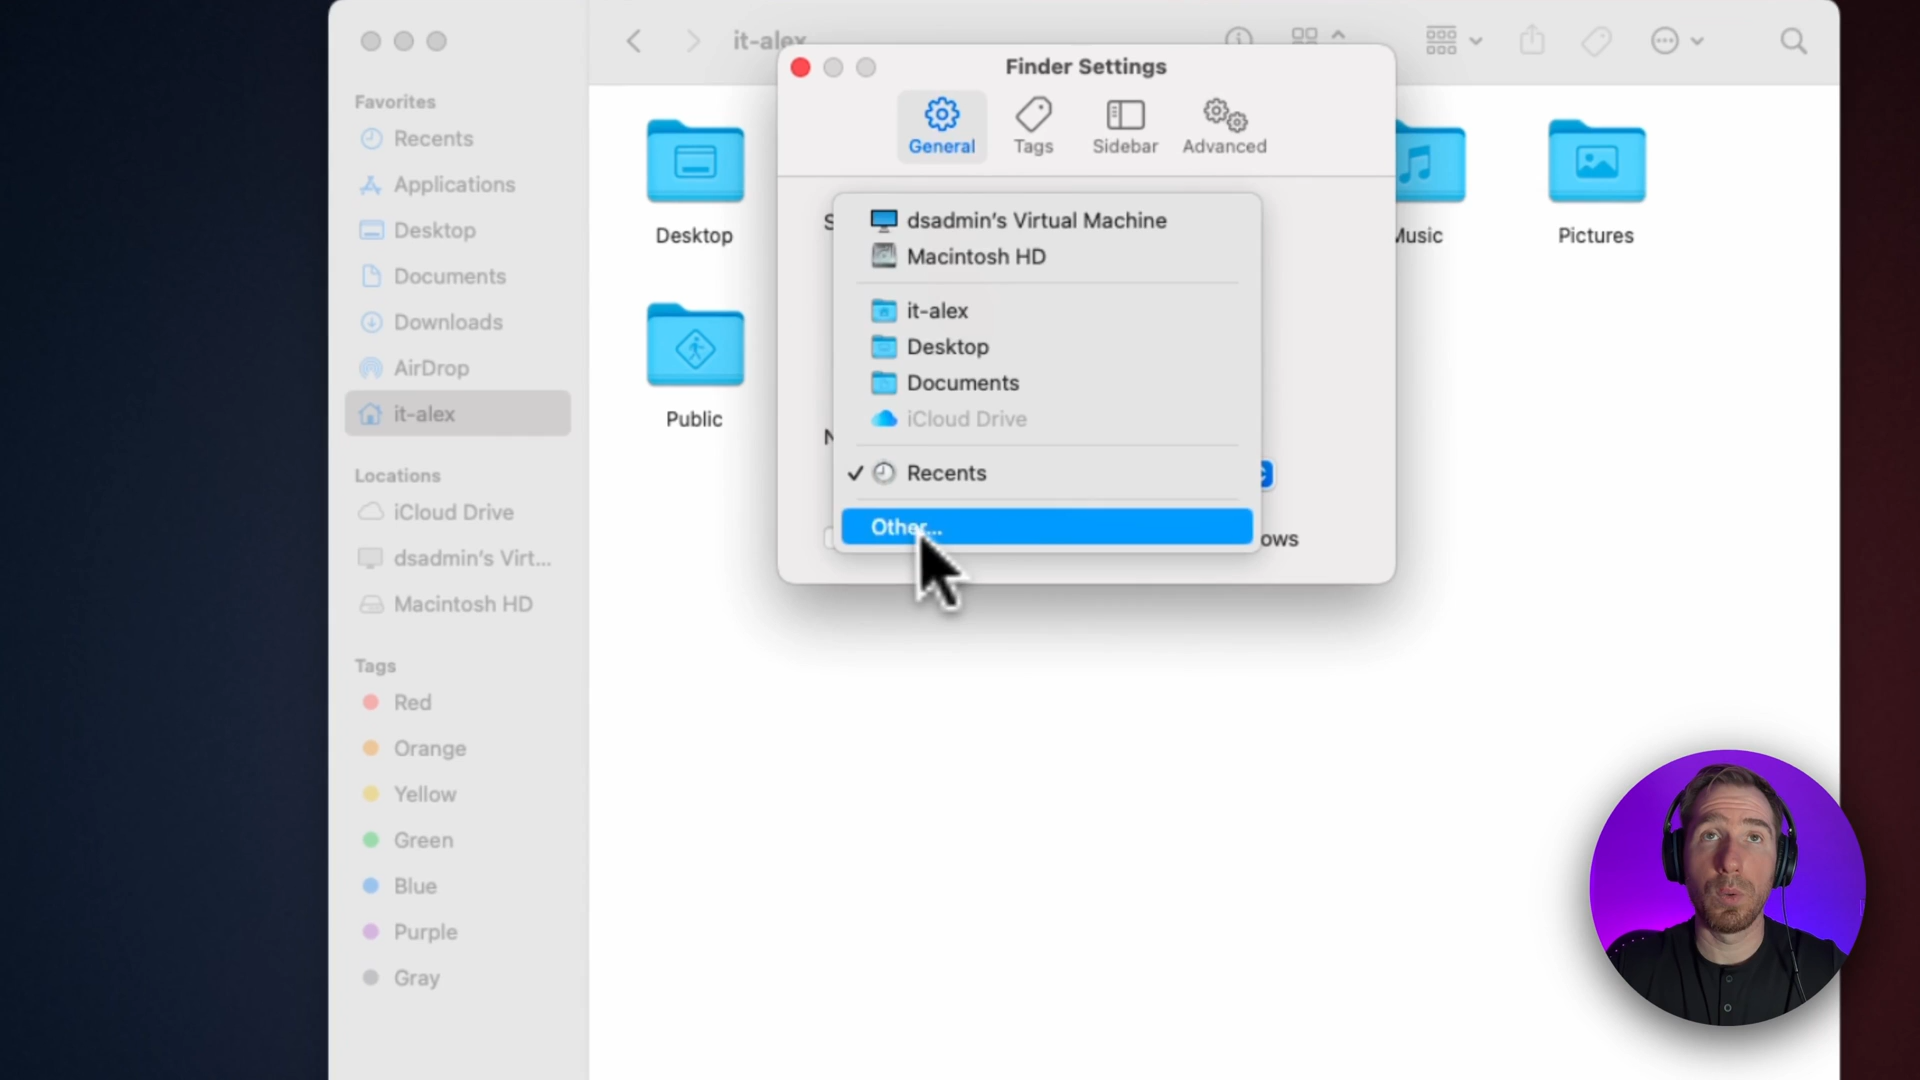 it-alex
Finder Settings
General
Tags
Sidebar
Advanced
Favorites
Recents
Applications
Desktop
Documents
Downloads
AirDrop
it-alex
Locations
iCloud Drive
dsadmin’s Virt...
Macintosh HD
Tags
Red
Orange
Yellow
Green
Blue
Purple
Gray
Desktop
Music
Pictures
Public
S
dsadmin’s Virtual Machine
Macintosh HD
it-alex
Desktop
Documents
iCloud Drive
N
Recents
Other...
ows